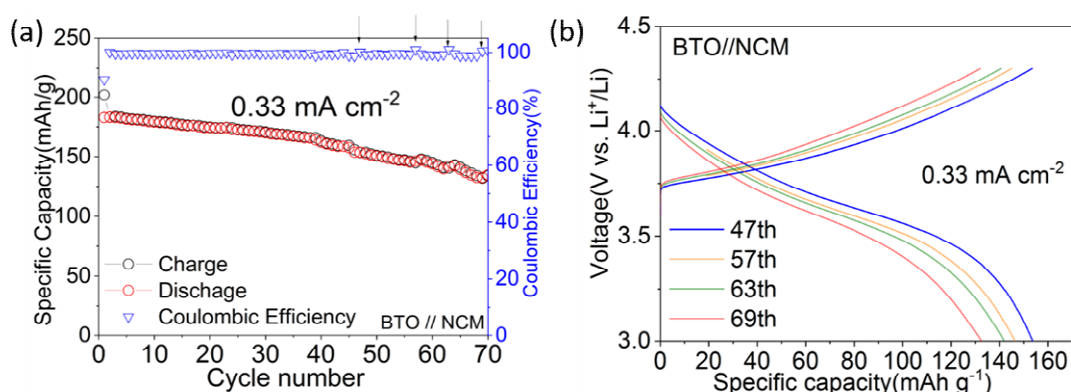 (a)
250
200
150
100
50
0
Specific Capacity(mAh/g)
0.33 mA cm-2
Charge
Dischage
Coulombic Efficiency
BTO // NCM
0 10 20 30 40 50 60 70
Cycle number
100
80
60
40
20
0
Coulombic Efficiency(%)
(b)
BTO//NCM
4.5
4.0
3.5
3.0
Voltage(V vs. Li+/Li)
0.33 mA cm-2
47th
57th
63th
69th
0 20 40 60 80 100 120 140 160
Specific capacity(mAh g-1)